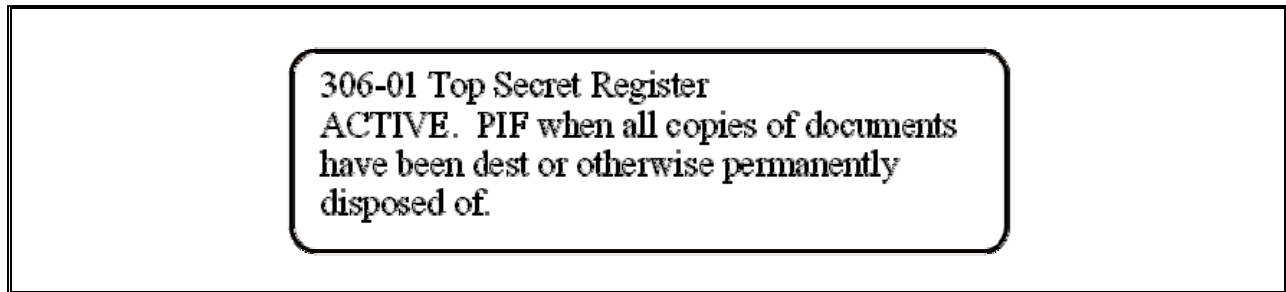 306-01 Top Secret Register
ACTIVE.  PIF when all copies of documents
have been dest or otherwise permanently
disposed of.